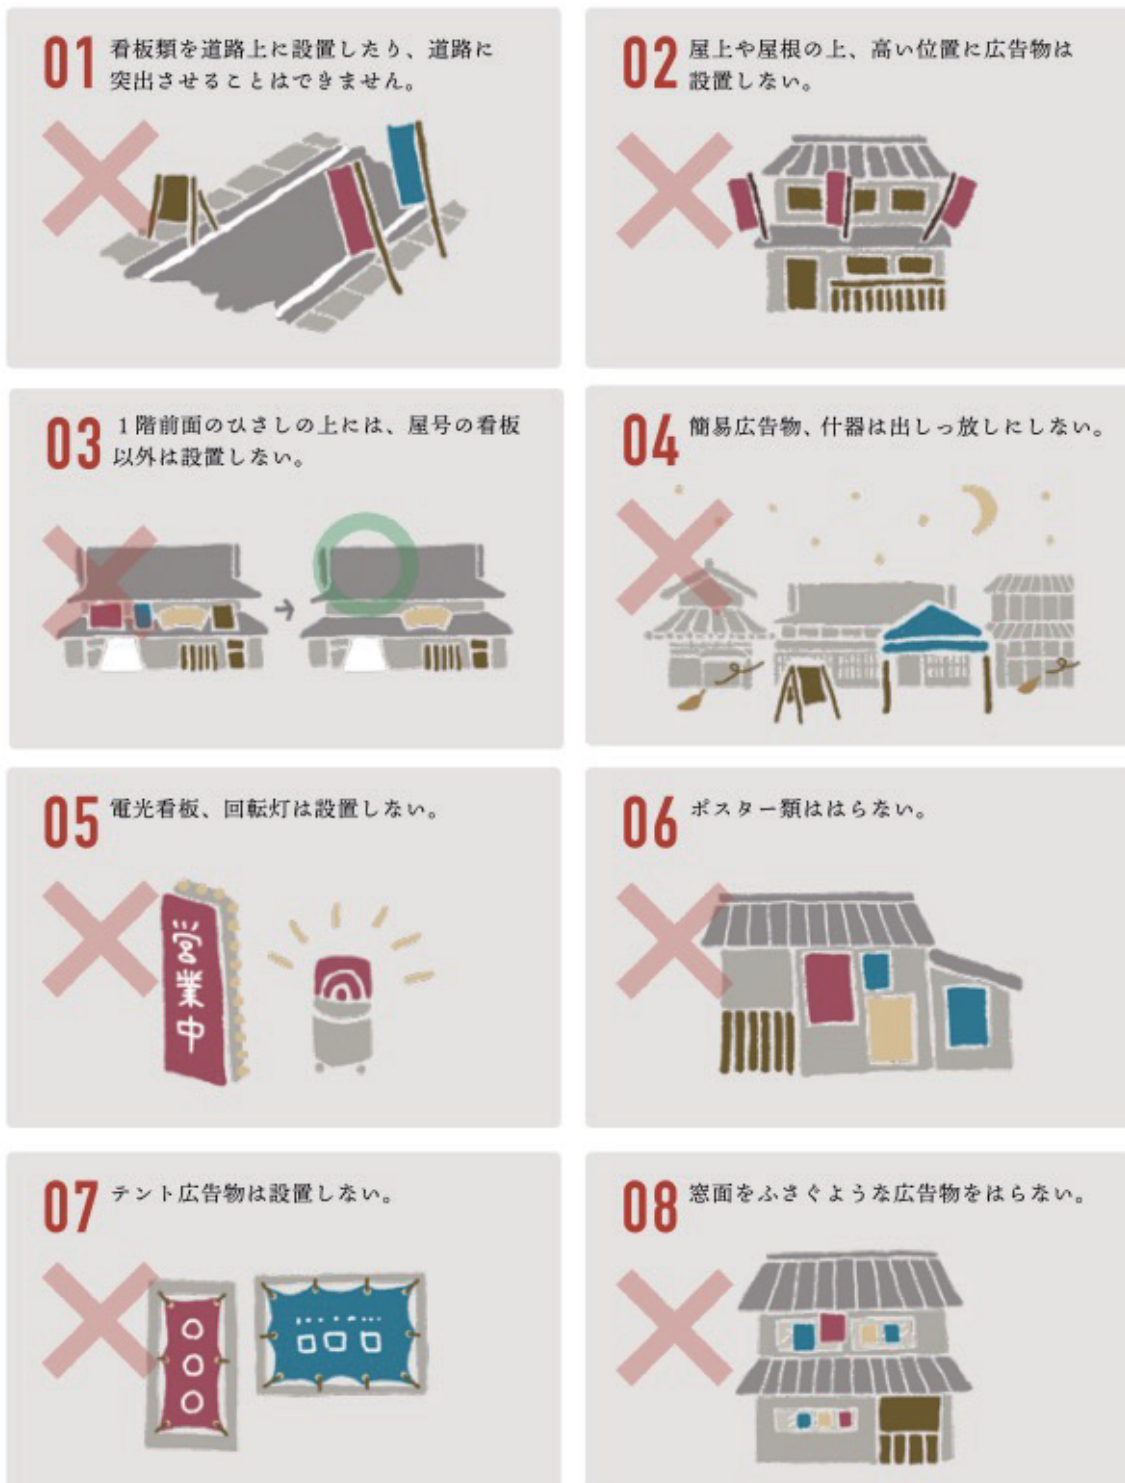 01 看板類を道路上に設置したり、道路に
突出させることはできません。
02 屋上や屋根の上、高い位置に広告物は
設置しない。
03 1階前面のひさしの上には、屋号の看板
以外は設置しない。
04 簡易広告物、什器は出しっ放しにしない。
05 電光看板、回転灯は設置しない。
営業中
06 ポスター類ははらない。
07 テント広告物は設置しない。
08 窓面をふさぐような広告物をはらない。